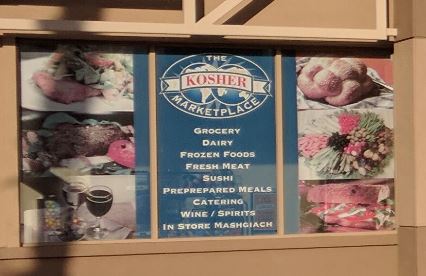 THE
KOSHER
MARKETPLACE
GROCERY
DAIRY
FROZEN FOODS
FRESH MEAT
SUSHI
PREPREPARED MEALS
CATERING
WINE / SPIRITS
IN STORE MASHGIACH